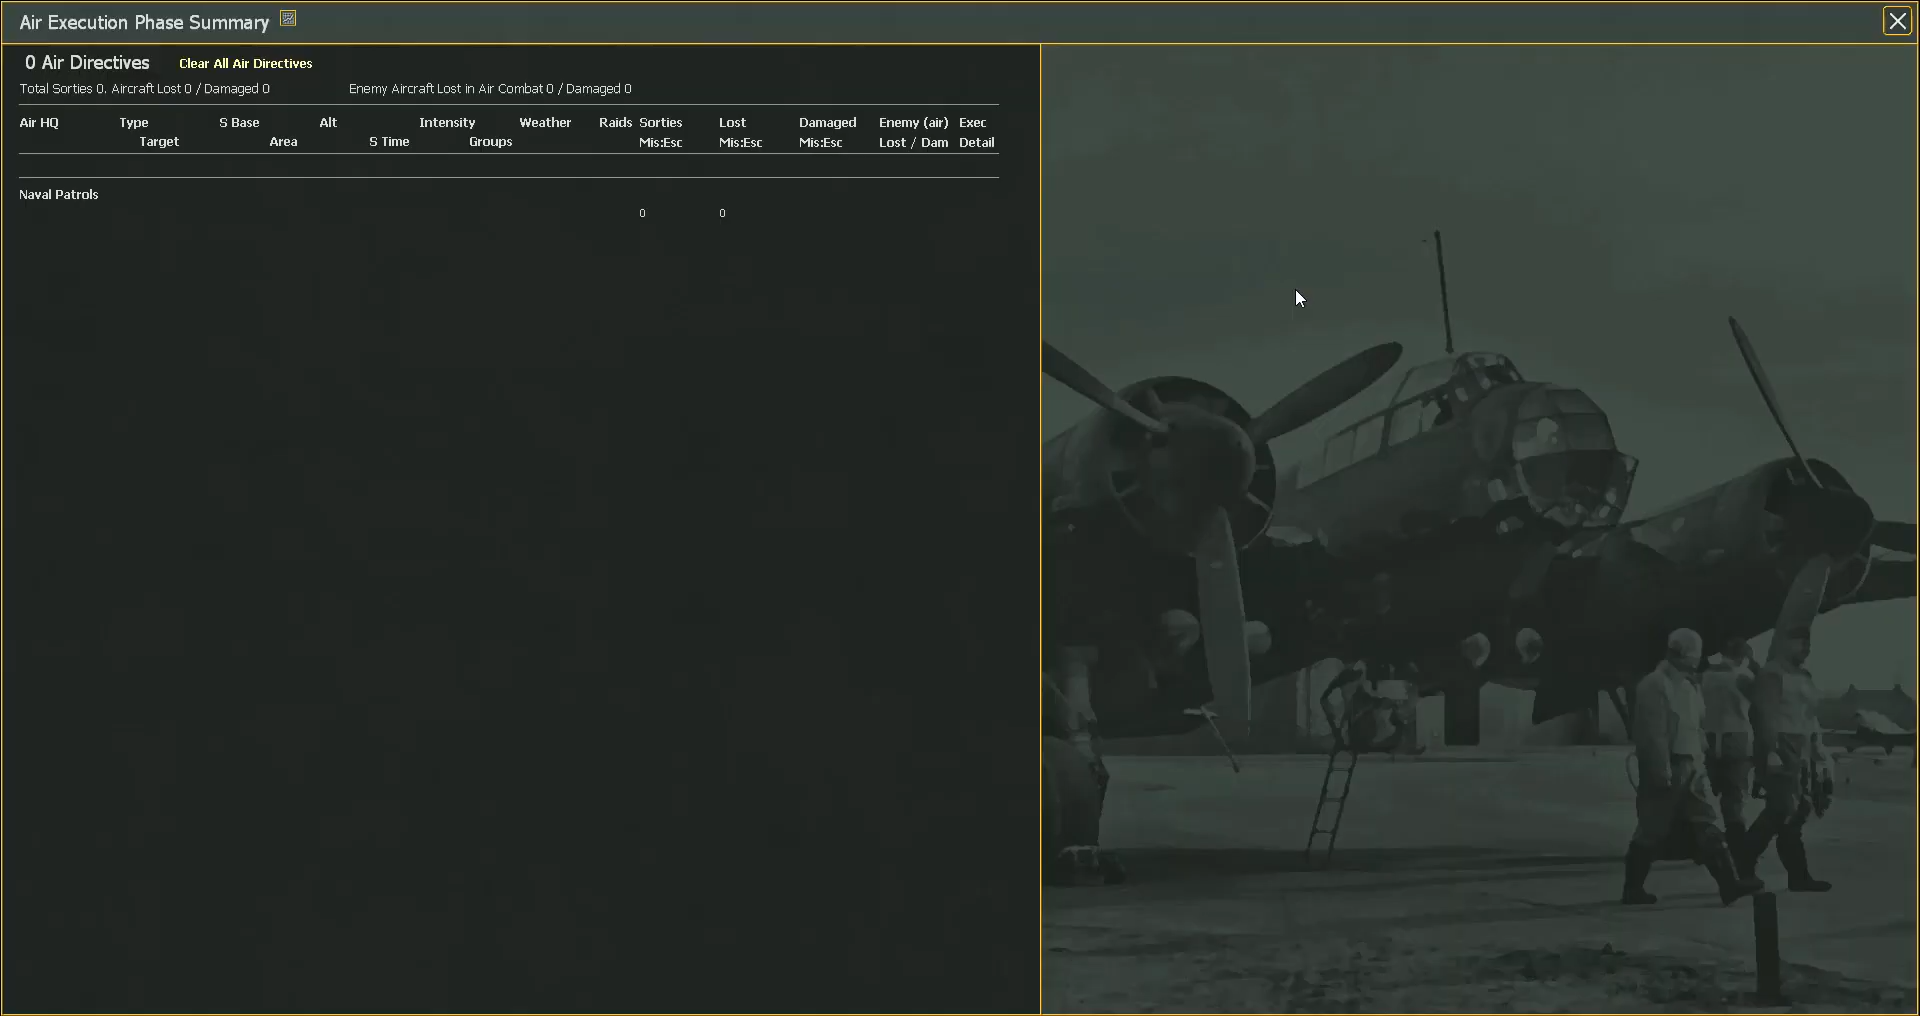 Air Execution Phase Summary
0 Air Directives Clear All Air Directives
Total Sorties 0. Aircraft Lost 0 / Damaged 0 Enemy Aircraft Lost in Air Combat 0 / Damaged 0
Air HQ Type S Base Alt Intensity Weather Raids Sorties Lost Damaged Enemy (air) Exec
Target Area S Time Groups Mis:Esc Mis:Esc Mis:Esc Lost / Dam Detail
Naval Patrols
0 0